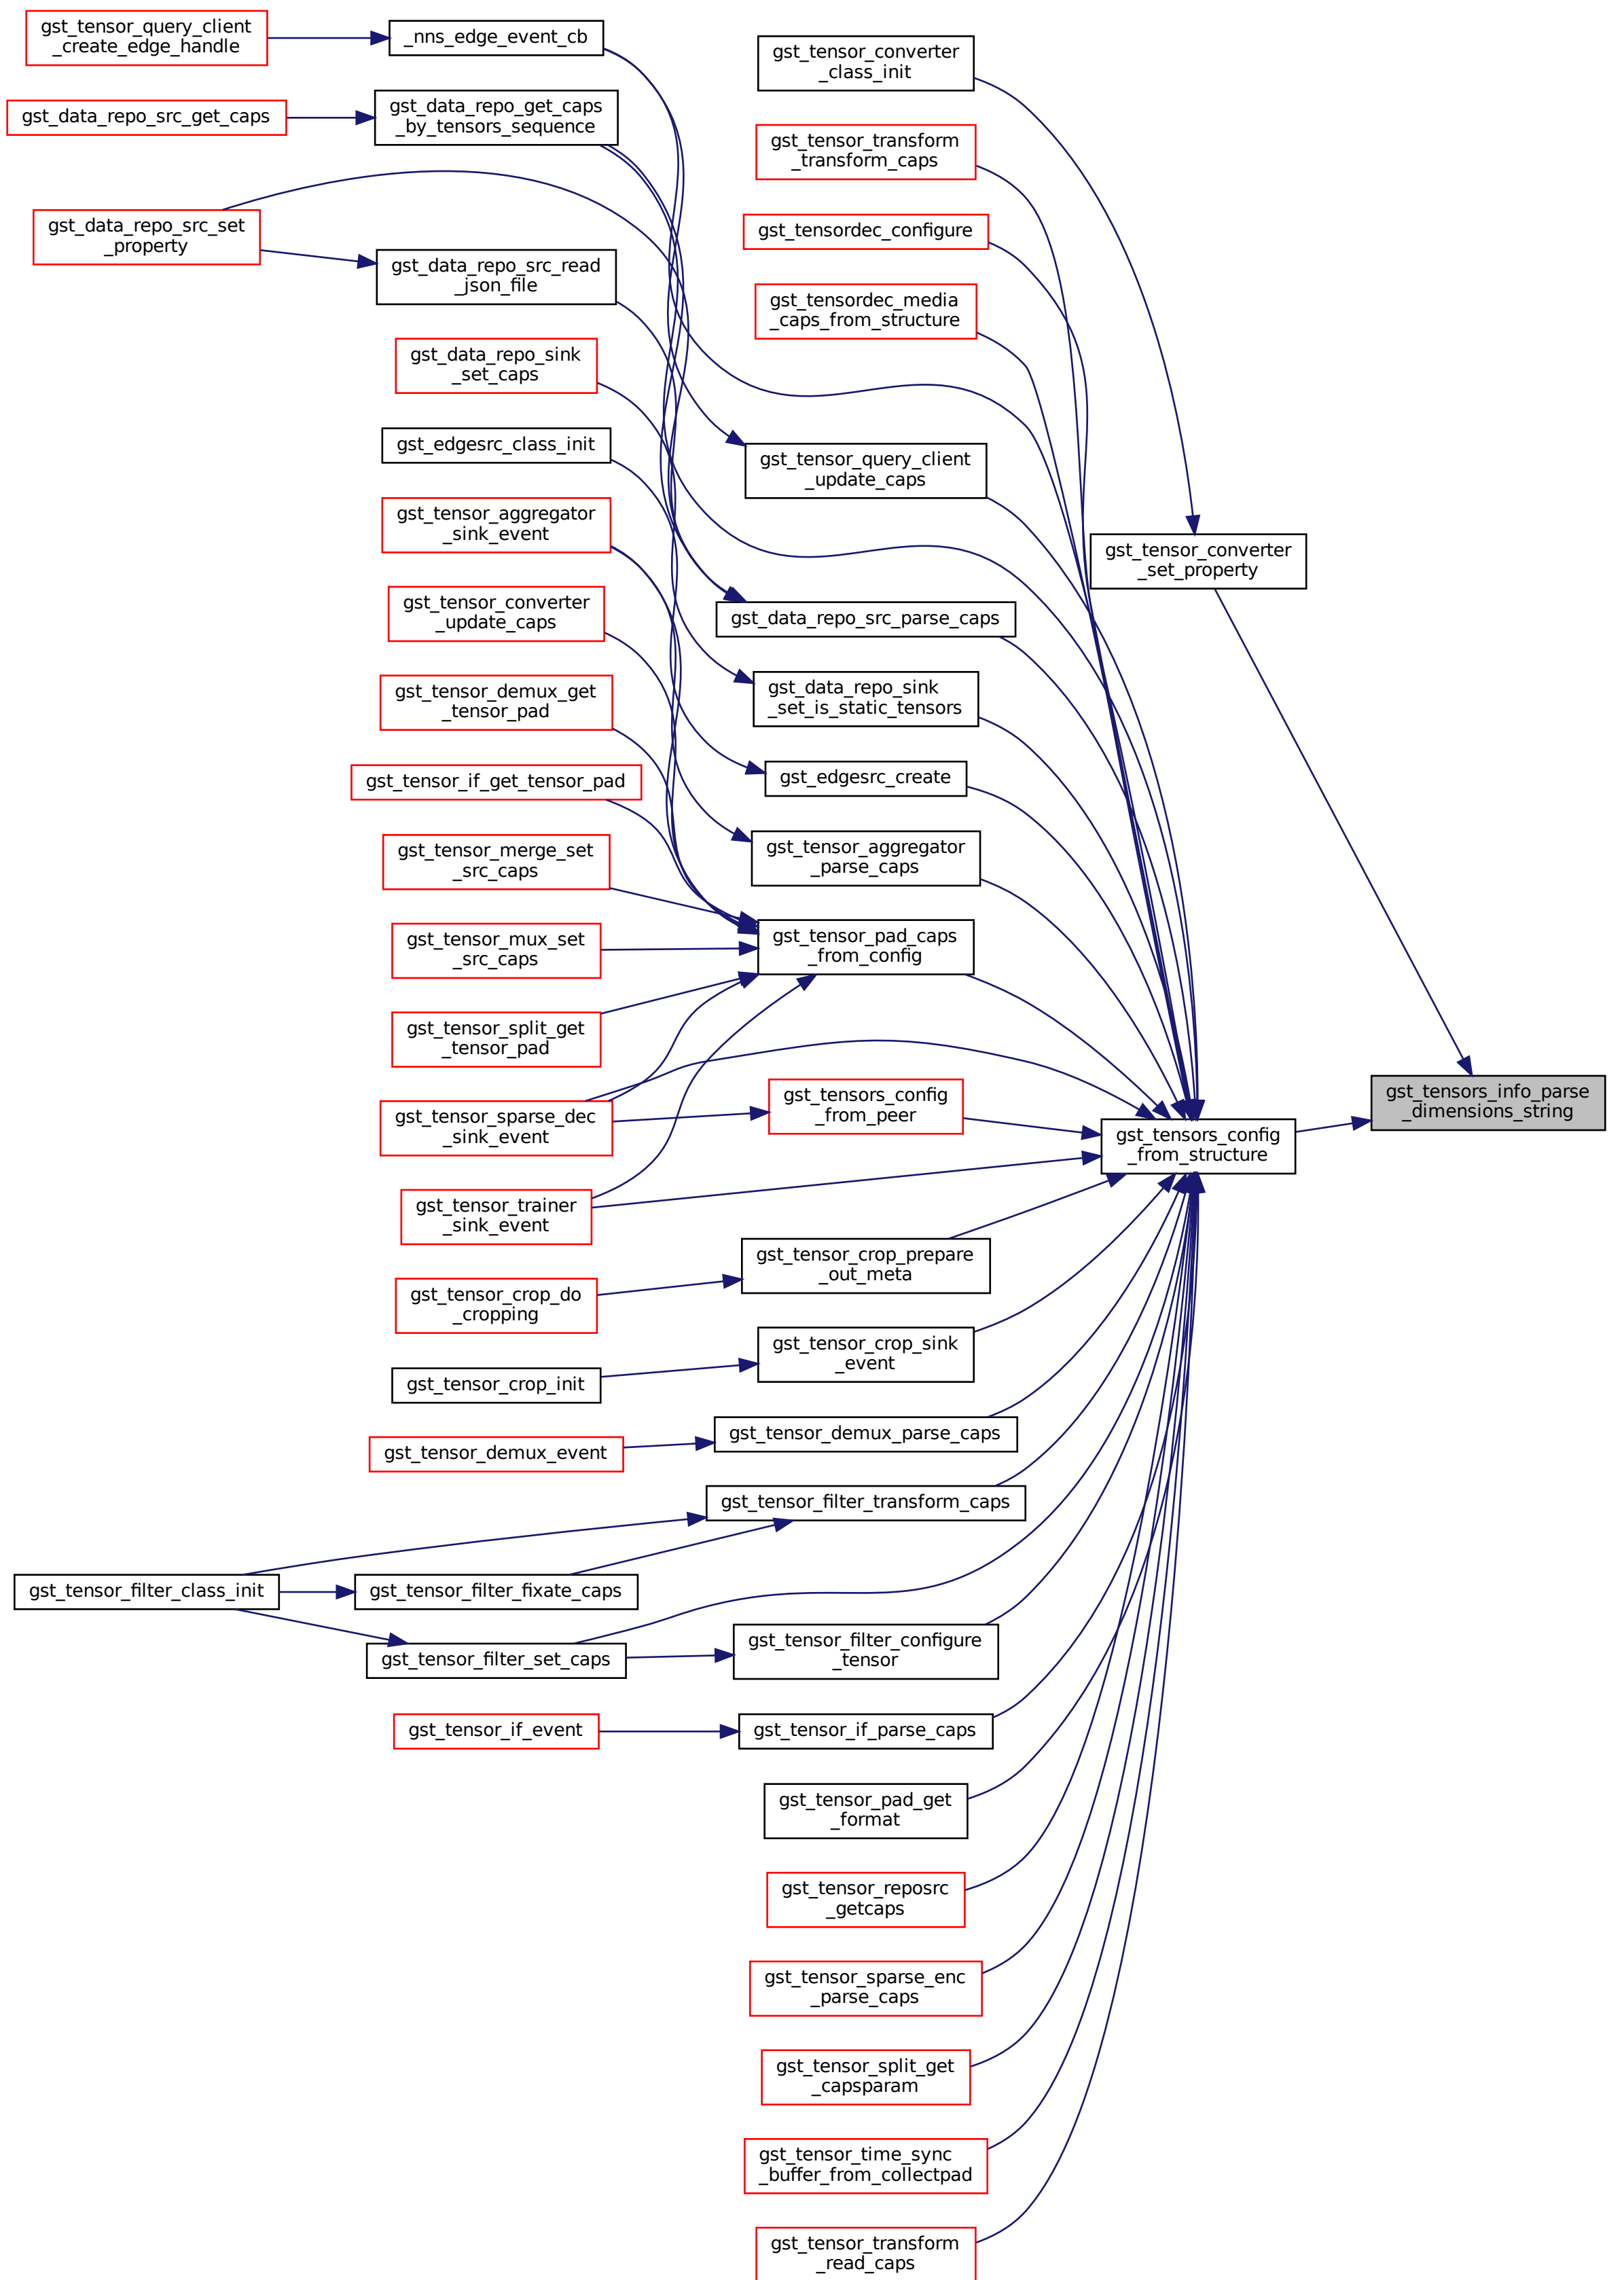 gst_tensor_query_client
_create_edge_handle
gst_data_repo_src_get_caps
gst_data_repo_src_set
_property
gst_tensor_filter_class_init
_nns_edge_event_cb
gst_data_repo_get_caps
_by_tensors_sequence
gst_data_repo_src_read
_json_file
gst_data_repo_sink
_set_caps
gst_edgesrc_class_init
gst_tensor_aggregator
_sink_event
gst_tensor_converter
_update_caps
gst_tensor_demux_get
_tensor_pad
gst_tensor_if_get_tensor_pad
gst_tensor_merge_set
_src_caps
gst_tensor_mux_set
_src_caps
gst_tensor_split_get
_tensor_pad
gst_tensor_sparse_dec
_sink_event
gst_tensor_trainer
_sink_event
gst_tensor_crop_do
_cropping
gst_tensor_crop_init
gst_tensor_demux_event
gst_tensor_filter_fixate_caps
gst_tensor_filter_set_caps
gst_tensor_if_event
gst_tensor_converter
_class_init
gst_tensor_transform
_transform_caps
gst_tensordec_configure
gst_tensordec_media
_caps_from_structure
gst_tensor_query_client
_update_caps
gst_data_repo_src_parse_caps
gst_data_repo_sink
_set_is_static_tensors
gst_edgesrc_create
gst_tensor_aggregator
_parse_caps
gst_tensor_pad_caps
_from_config
gst_tensors_config
_from_peer
gst_tensor_crop_prepare
_out_meta
gst_tensor_crop_sink
_event
gst_tensor_demux_parse_caps
gst_tensor_filter_transform_caps
gst_tensor_filter_configure
_tensor
gst_tensor_if_parse_caps
gst_tensor_pad_get
_format
gst_tensor_reposrc
_getcaps
gst_tensor_sparse_enc
_parse_caps
gst_tensor_split_get
_capsparam
gst_tensor_time_sync
_buffer_from_collectpad
gst_tensor_transform
_read_caps
gst_tensor_converter
_set_property
gst_tensors_config
_from_structure
gst_tensors_info_parse
_dimensions_string